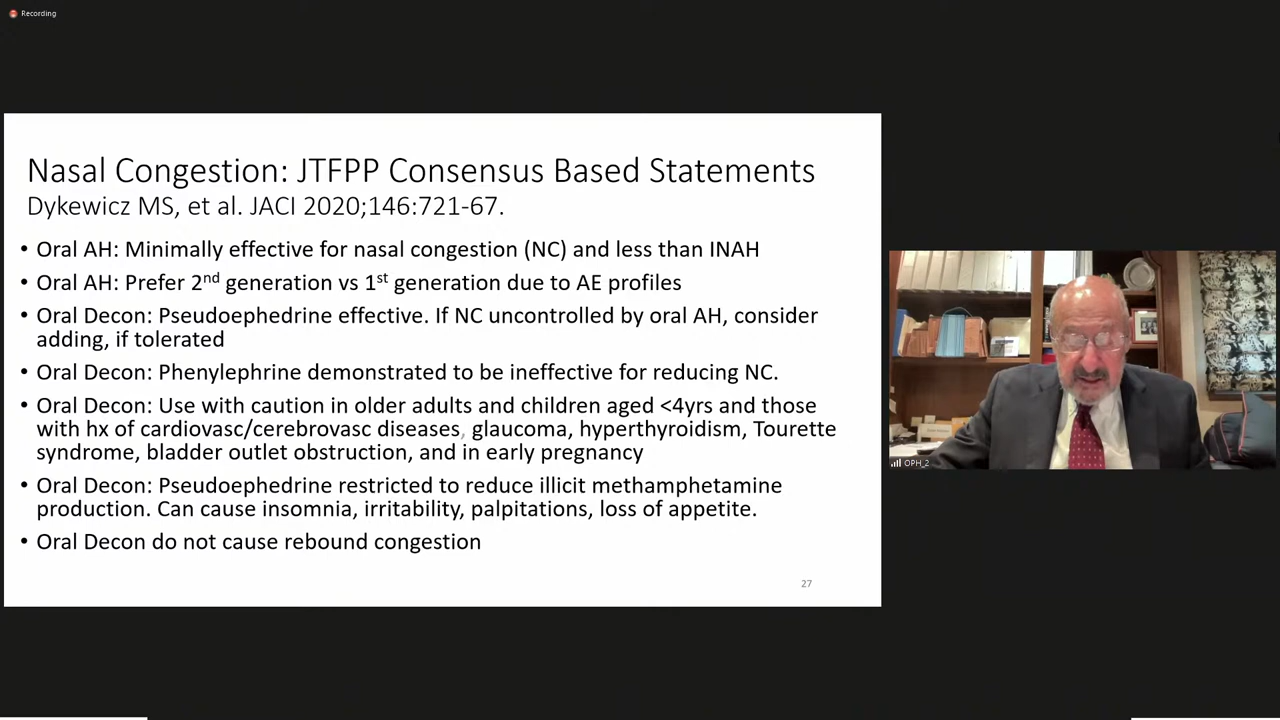 Recording
Nasal Congestion: JTFPP Consensus Based Statements
Dykewicz MS, et al. JACI 2020;146:721-67.
• Oral AH: Minimally effective for nasal congestion (NC) and less than INAH
• Oral AH: Prefer 2nd generation vs 1st generation due to AE profiles
• Oral Decon: Pseudoephedrine effective. If NC uncontrolled by oral AH, consider
adding, if tolerated
• Oral Decon: Phenylephrine demonstrated to be ineffective for reducing NC.
• Oral Decon: Use with caution in older adults and children aged <4yrs and those
with hx of cardiovasc/cerebrovasc diseases, glaucoma, hyperthyroidism, Tourette
syndrome, bladder outlet obstruction, and in early pregnancy
• Oral Decon: Pseudoephedrine restricted to reduce illicit methamphetamine
production. Can cause insomnia, irritability, palpitations, loss of appetite.
• Oral Decon do not cause rebound congestion
27
OPH_2